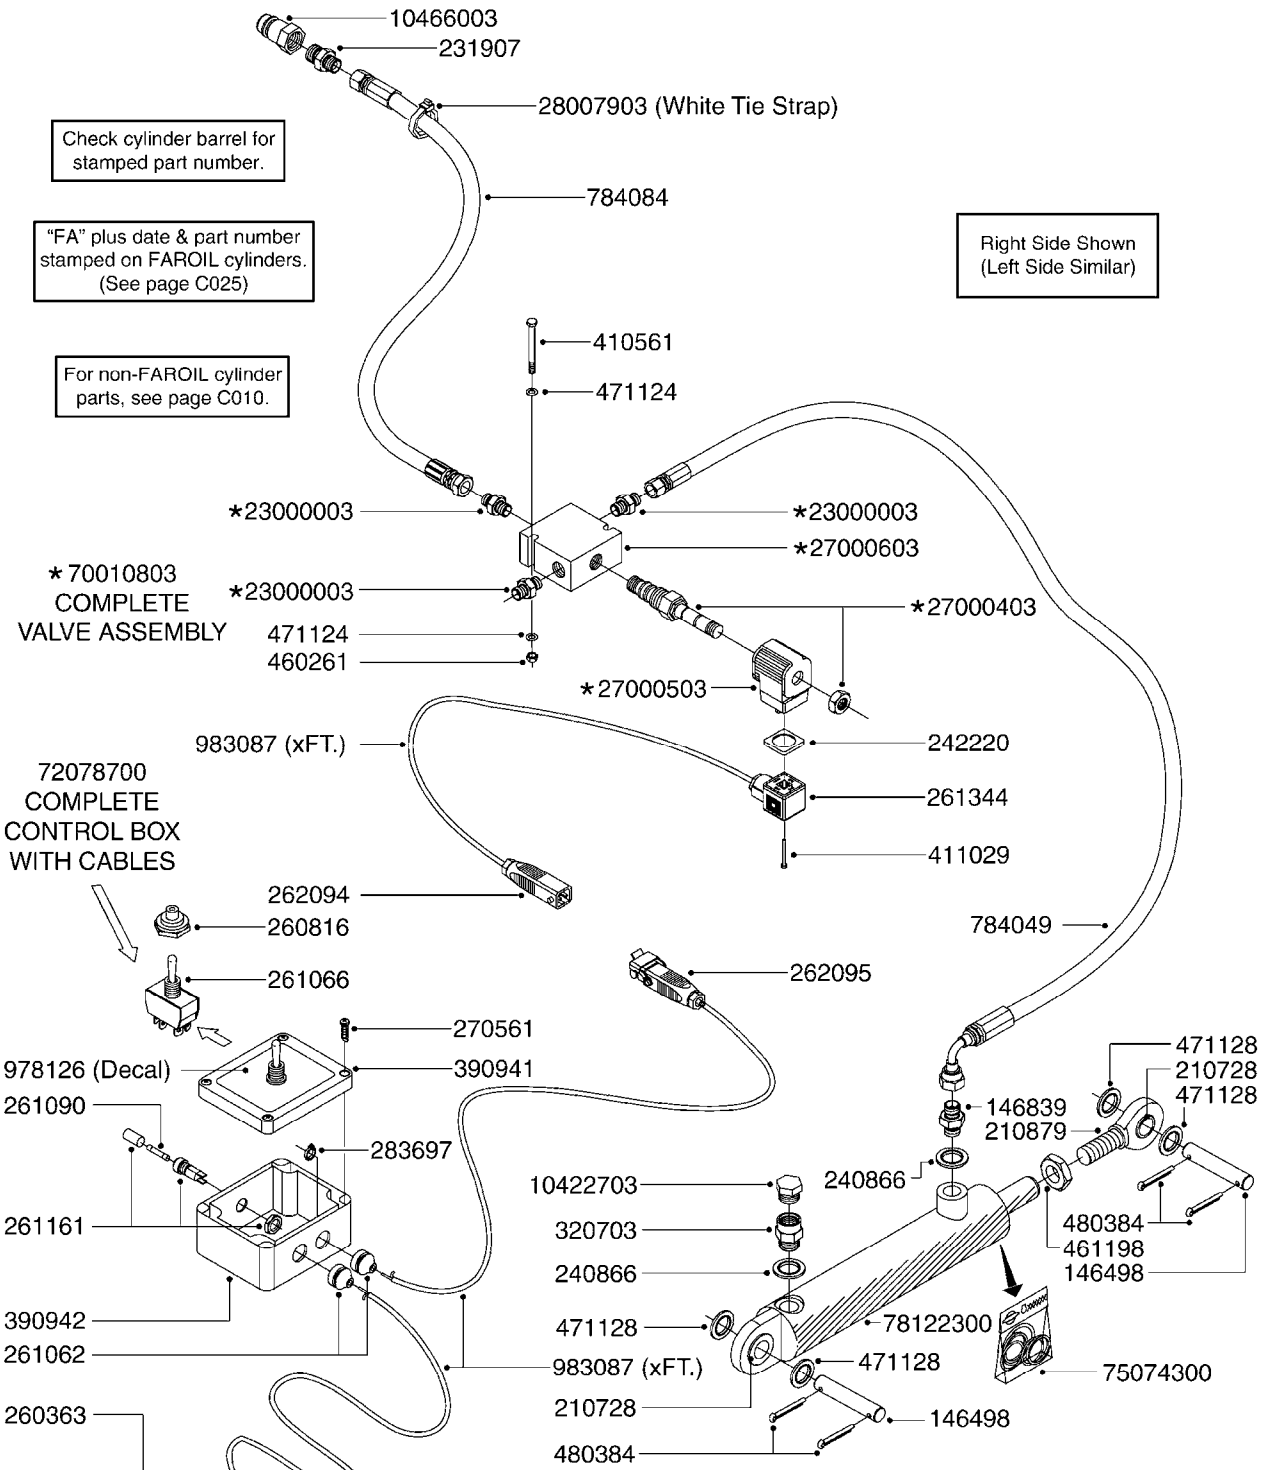 10466003
231907
28007903 (White Tie Strap)
Check cylinder barrel for
stamped part number.
784084
"FA" plus date & part number
stamped on FAROIL cylinders.
(See page C025)
Right Side Shown
(Left Side Similar)
410561
For non-FAROIL cylinder
parts, see page C010.
471124
*23000003
*23000003
*27000603
*70010803
COMPLETE
VALVE ASSEMBLY
*23000003
*27000403
471124
460261
*27000503
983087 (xFT.)
242220
72078700
COMPLETE
CONTROL BOX
WITH CABLES
261344
411029
262094
260816
784049
262095
261066
270561
978126 (Decal)
390941
471128
210728
471128
261090
146839
210879
283697
240866
10422703
261161
320703
480384
461198
146498
240866
390942
471128
78122300
261062
983087 (xFT.)
471128
75074300
260363
210728
146498
480384